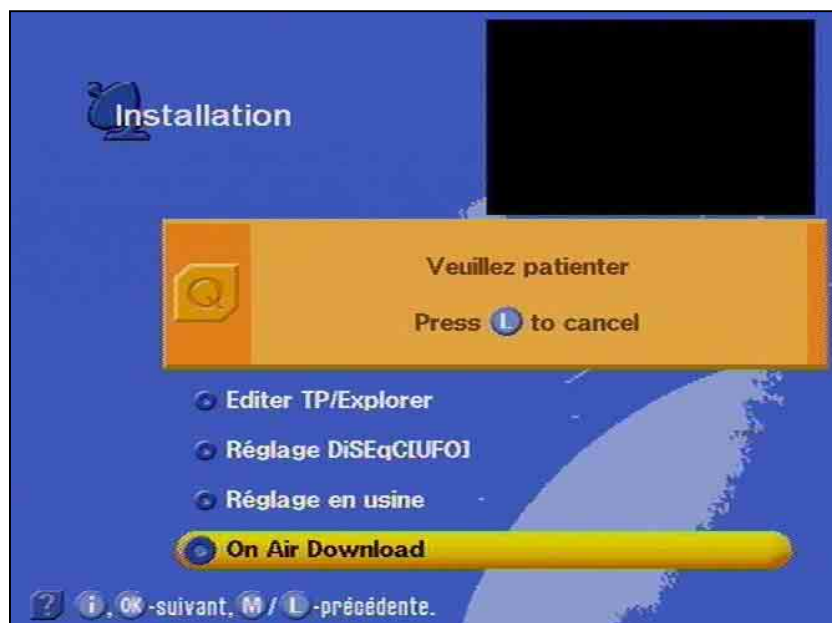 Installation
Veuillez patienter
Press L to cancel
Editer TP/Explorer
Réglage DiSEqC[UFO]
Réglage en usine
On Air Download
? i, OK-suivant, M / L-précédente.